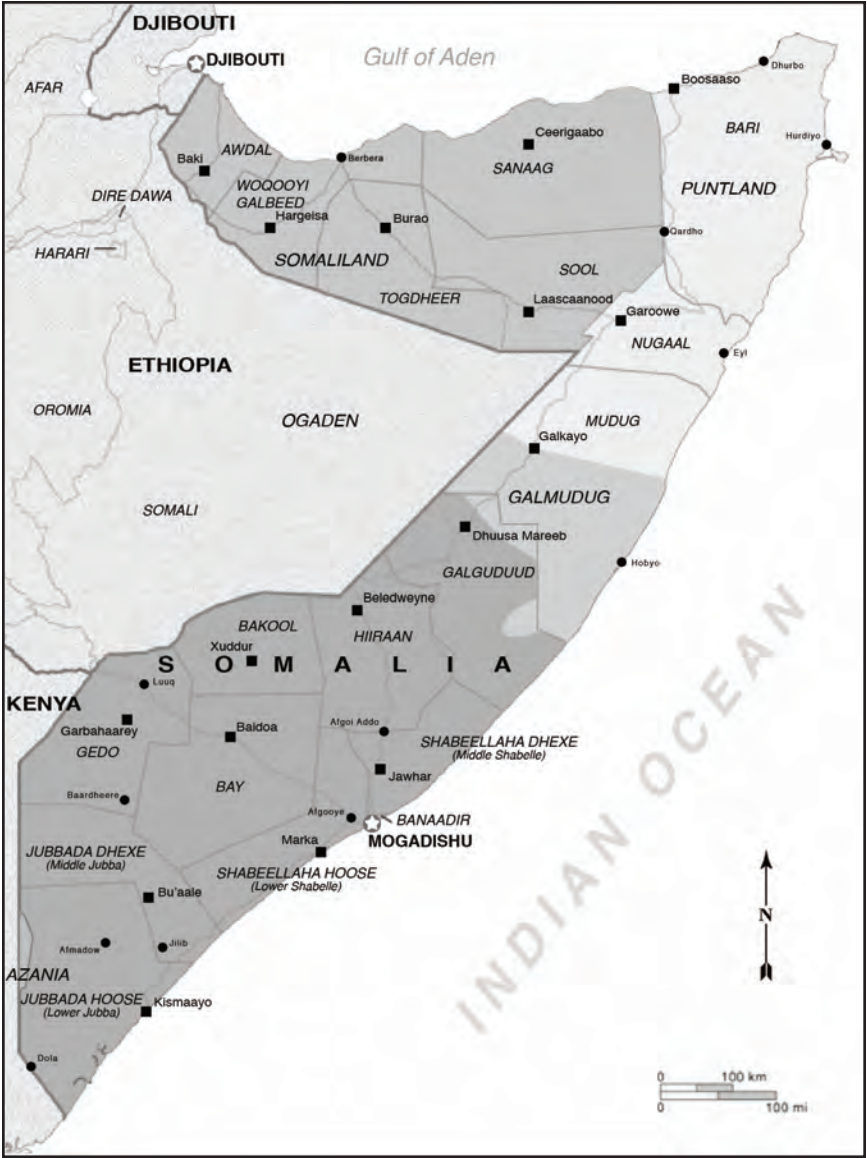 DJIBOUTI
DJIBOUTI
Gulf of Aden
AFAR
Dhurbo
Boosaaso
BARI
Hurdiyo
Ceerigaabo
AWDAL
Berbera
Baki
SANAAG
DIRE DAWA
WOQOOYI
GALBEED
PUNTLAND
Hargeisa
Burao
Qardho
HARARI
SOMALILAND
SOOL
TOGDHEER
Laascaanood
Garoowe
NUGAAL
Eyl
ETHIOPIA
OROMIA
OGADEN
MUDUG
Galkayo
SOMALI
GALMUDUG
Dhuusa Mareeb
Hobyo
GALGUDUUD
Beledweyne
BAKOOL
HIIRAAN
Xuddur
SOMALIA
Luuq
KENYA
Garbahaarey
GEDO
Baidoa
Afgoi Addo
SHABEELLAHA DHEXE
(Middle Shabelle)
Jawhar
BAY
Baardheere
Afgooye
BANAADIR
MOGADISHU
Marka
JUBBADA DHEXE
(Middle Jubba)
SHABEELLAHA HOOSE
(Lower Shabelle)
Bu'aale
Afmadow
Jilib
AZANIA
JUBBADA HOOSE
(Lower Jubba)
Kismaayo
Dola
INDIAN OCEAN
N
0 100 km
0 100 mi